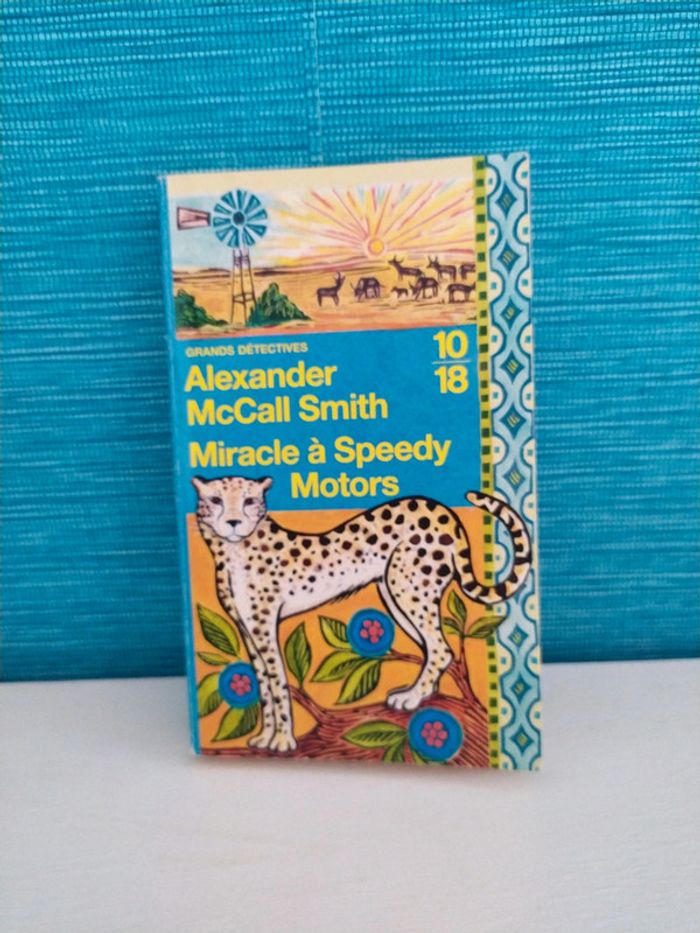 GRANDS DÉTECTIVES
Alexander
McCall Smith
10
18
Miracle à Speedy
Motors